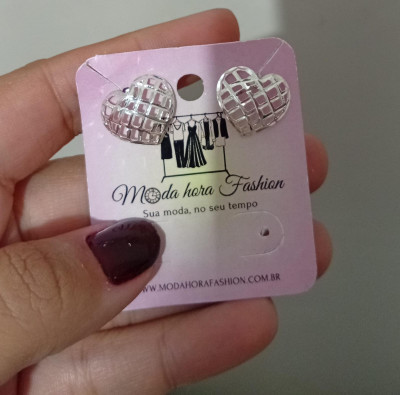 Moda hora Fashion
Sua moda, no seu tempo
WWW.MODAHORAFASHION.COM.BR